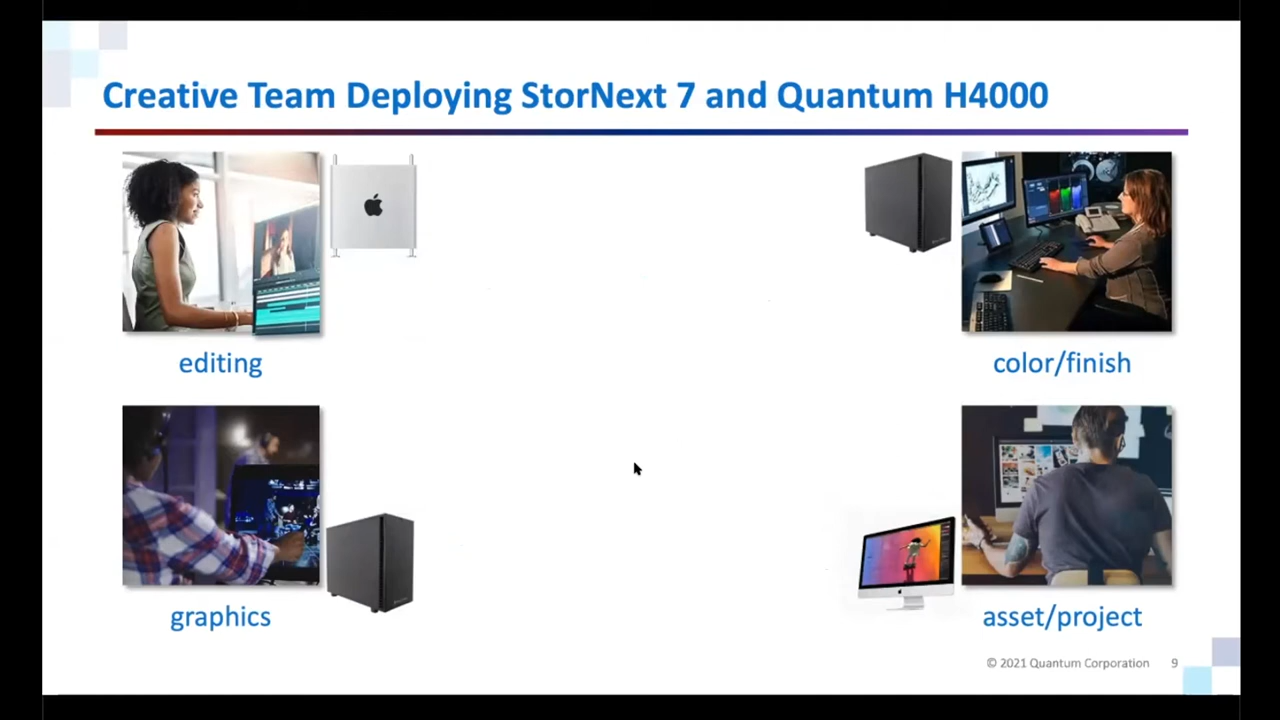 Creative Team Deploying StorNext 7 and Quantum H4000
editing
color/finish
graphics
asset/project
© 2021 Quantum Corporation 9